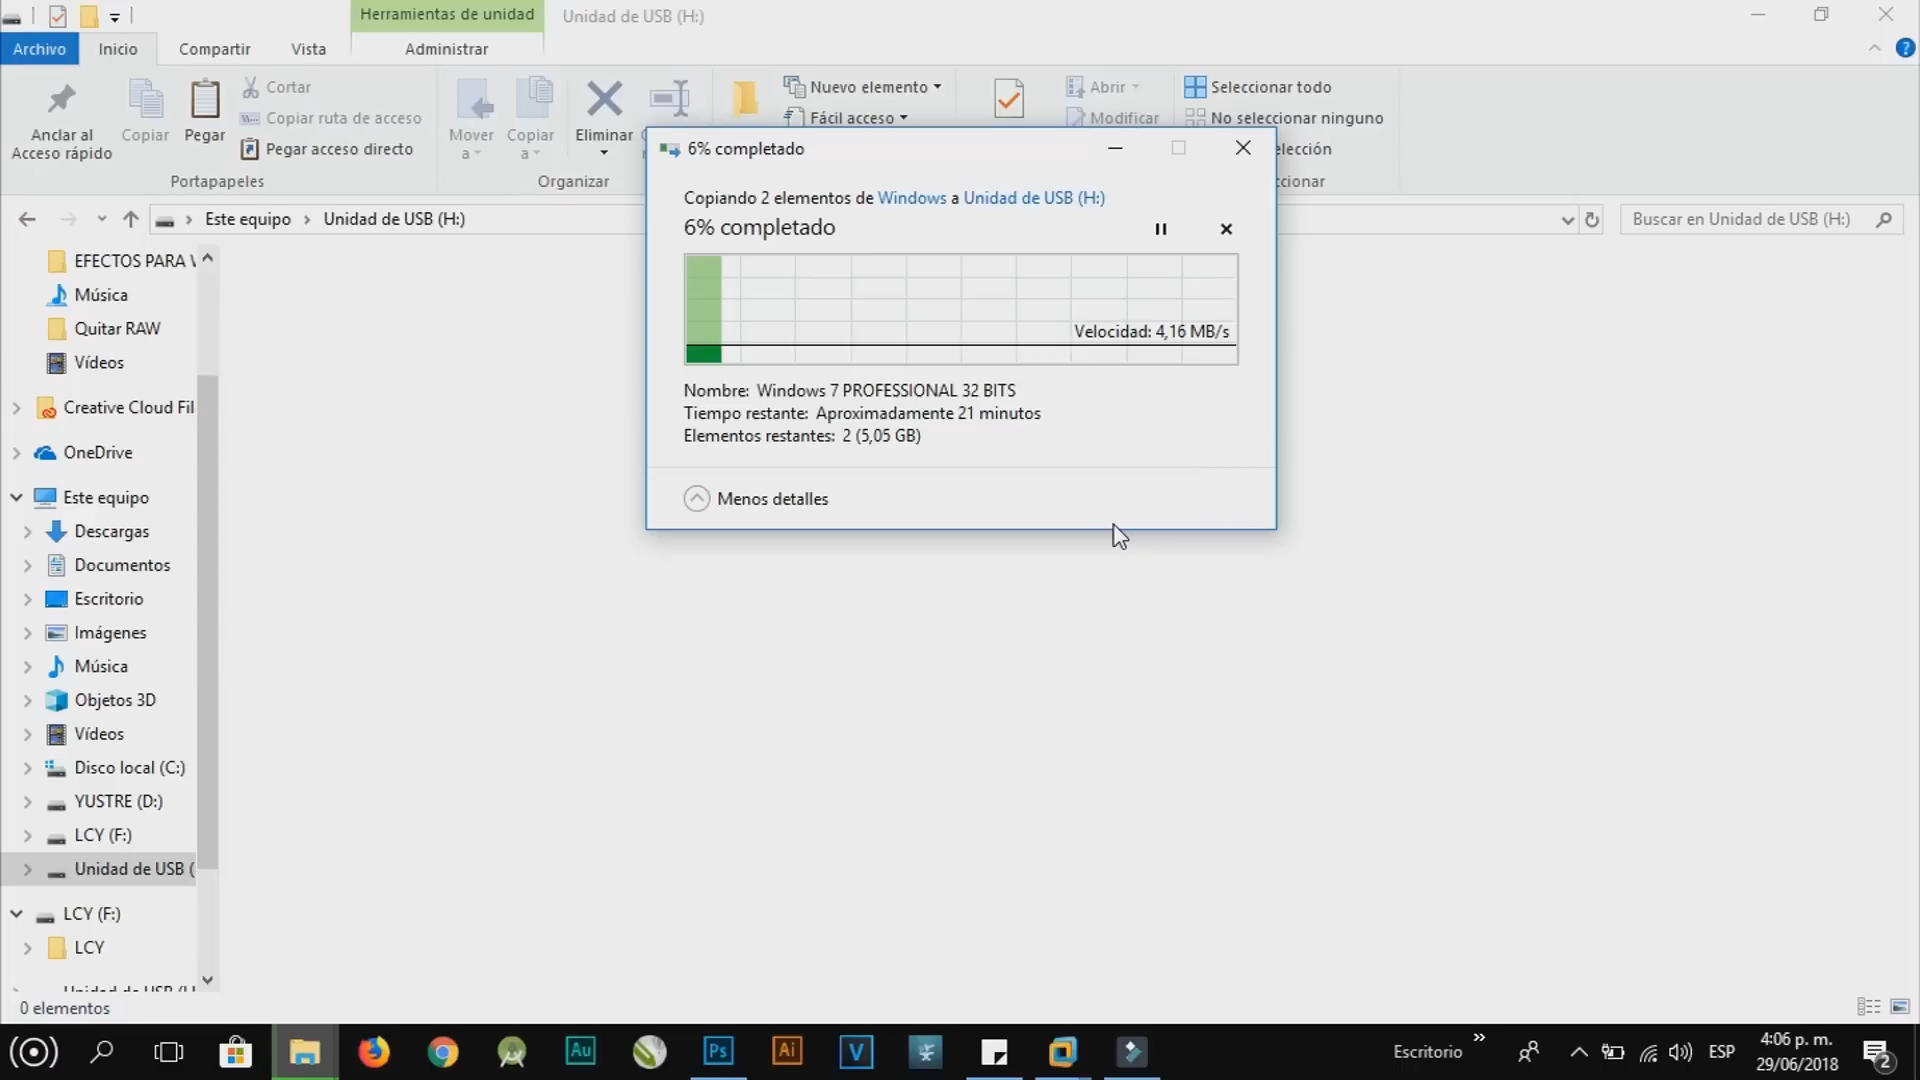 Herramientas de unidad
Unidad de USB (H:)
Archivo
Inicio
Compartir
Vista
Administrar
Anclar al
Acceso rápido
Copiar
Pegar
Cortar
Copiar ruta de acceso
Pegar acceso directo
Portapapeles
Mover
a
Copiar
a
Eliminar
Organizar
Nuevo elemento
Fácil acceso
Abrir
Modificar
Seleccionar todo
No seleccionar ninguno
elección
cionar
Este equipo
Unidad de USB (H:)
Buscar en Unidad de USB (H:)
6% completado
Copiando 2 elementos de Windows a Unidad de USB (H:)
6% completado
Velocidad: 4,16 MB/s
Nombre: Windows 7 PROFESSIONAL 32 BITS
Tiempo restante: Aproximadamente 21 minutos
Elementos restantes: 2 (5,05 GB)
Menos detalles
EFECTOS PARA V
Música
Quitar RAW
Vídeos
Creative Cloud Fil
OneDrive
Este equipo
Descargas
Documentos
Escritorio
Imágenes
Música
Objetos 3D
Vídeos
Disco local (C:)
YUSTRE (D:)
LCY (F:)
Unidad de USB (
LCY (F:)
LCY
0 elementos
Au
Ps
Ai
V
Escritorio
ESP
4:06 p. m.
29/06/2018
2